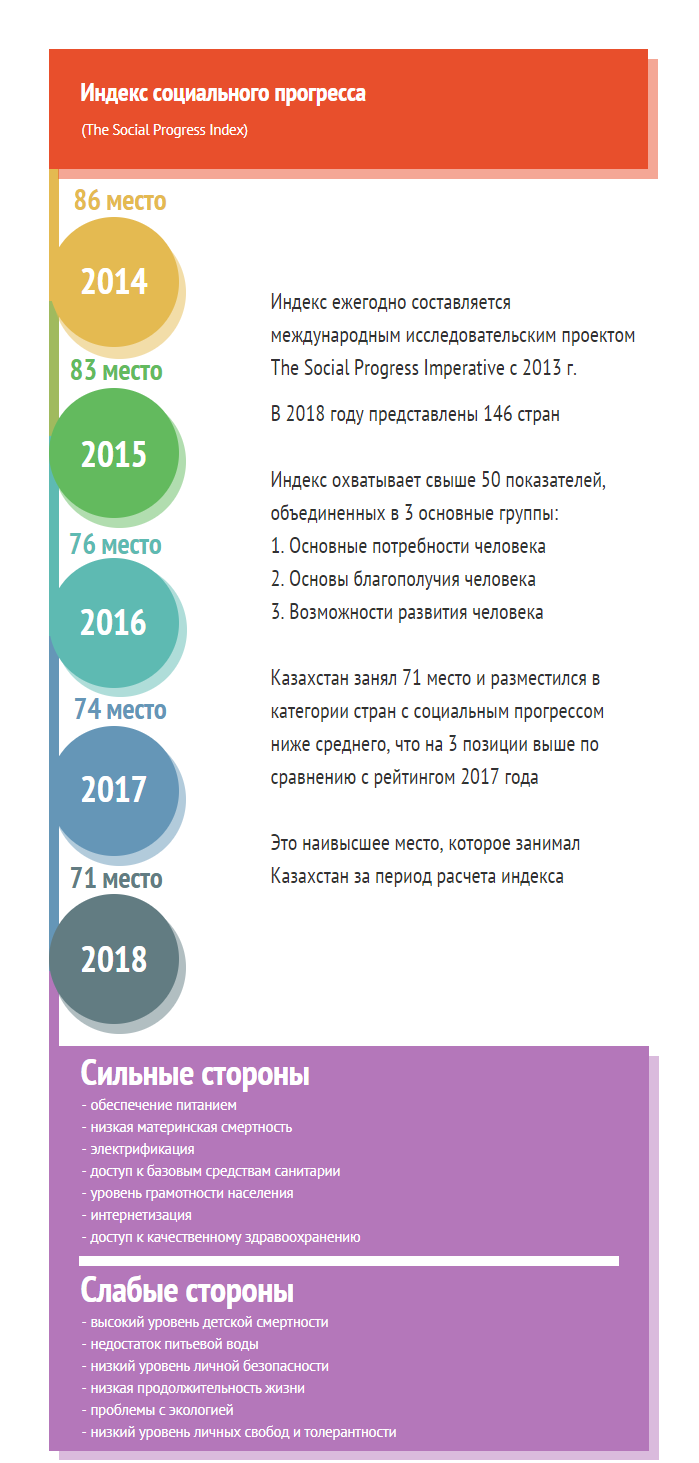 Индекс социального прогресса
(The Social Progress Index)
86 место
2014
83 место
2015
76 место
2016
74 место
2017
71 место
2018
Индекс ежегодно составляется
международным исследовательским проектом
The Social Progress Imperative с 2013 г.
В 2018 году представлены 146 стран
Индекс охватывает свыше 50 показателей,
объединенных в 3 основные группы:
1. Основные потребности человека
2. Основы благополучия человека
3. Возможности развития человека
Казахстан занял 71 место и разместился в
категории стран с социальным прогрессом
ниже среднего, что на 3 позиции выше по
сравнению с рейтингом 2017 года
Это наивысшее место, которое занимал
Казахстан за период расчета индекса
Сильные стороны
- обеспечение питанием
- низкая материнская смертность
- электрификация
- доступ к базовым средствам санитарии
- уровень грамотности населения
- интернетизация
- доступ к качественному здравоохранению
Слабые стороны
- высокий уровень детской смертности
- недостаток питьевой воды
- низкий уровень личной безопасности
- низкая продолжительность жизни
- проблемы с экологией
- низкий уровень личных свобод и толерантности